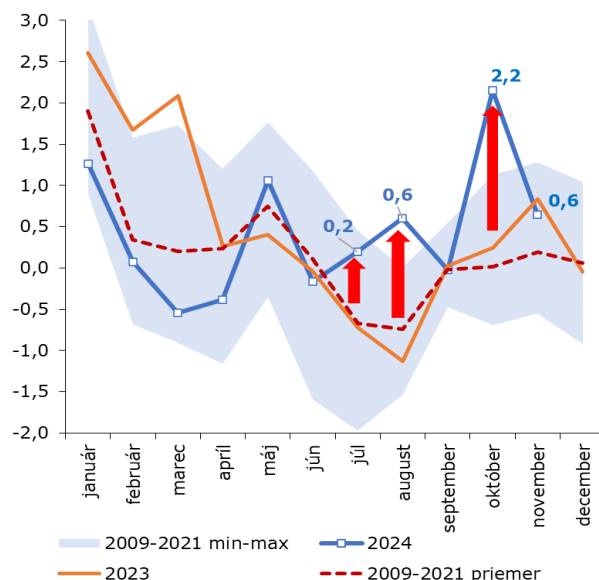 3,0
2,5
2,0
1,5
1,0
0,5
0,0
-0,5
-1,0
-1,5
-2,0
0,2
0,6
2,2
0,6
január
február
marec
apríl
máj
jún
júl
august
september
október
november
december
2009-2021 min-max
2024
2023
2009-2021 priemer